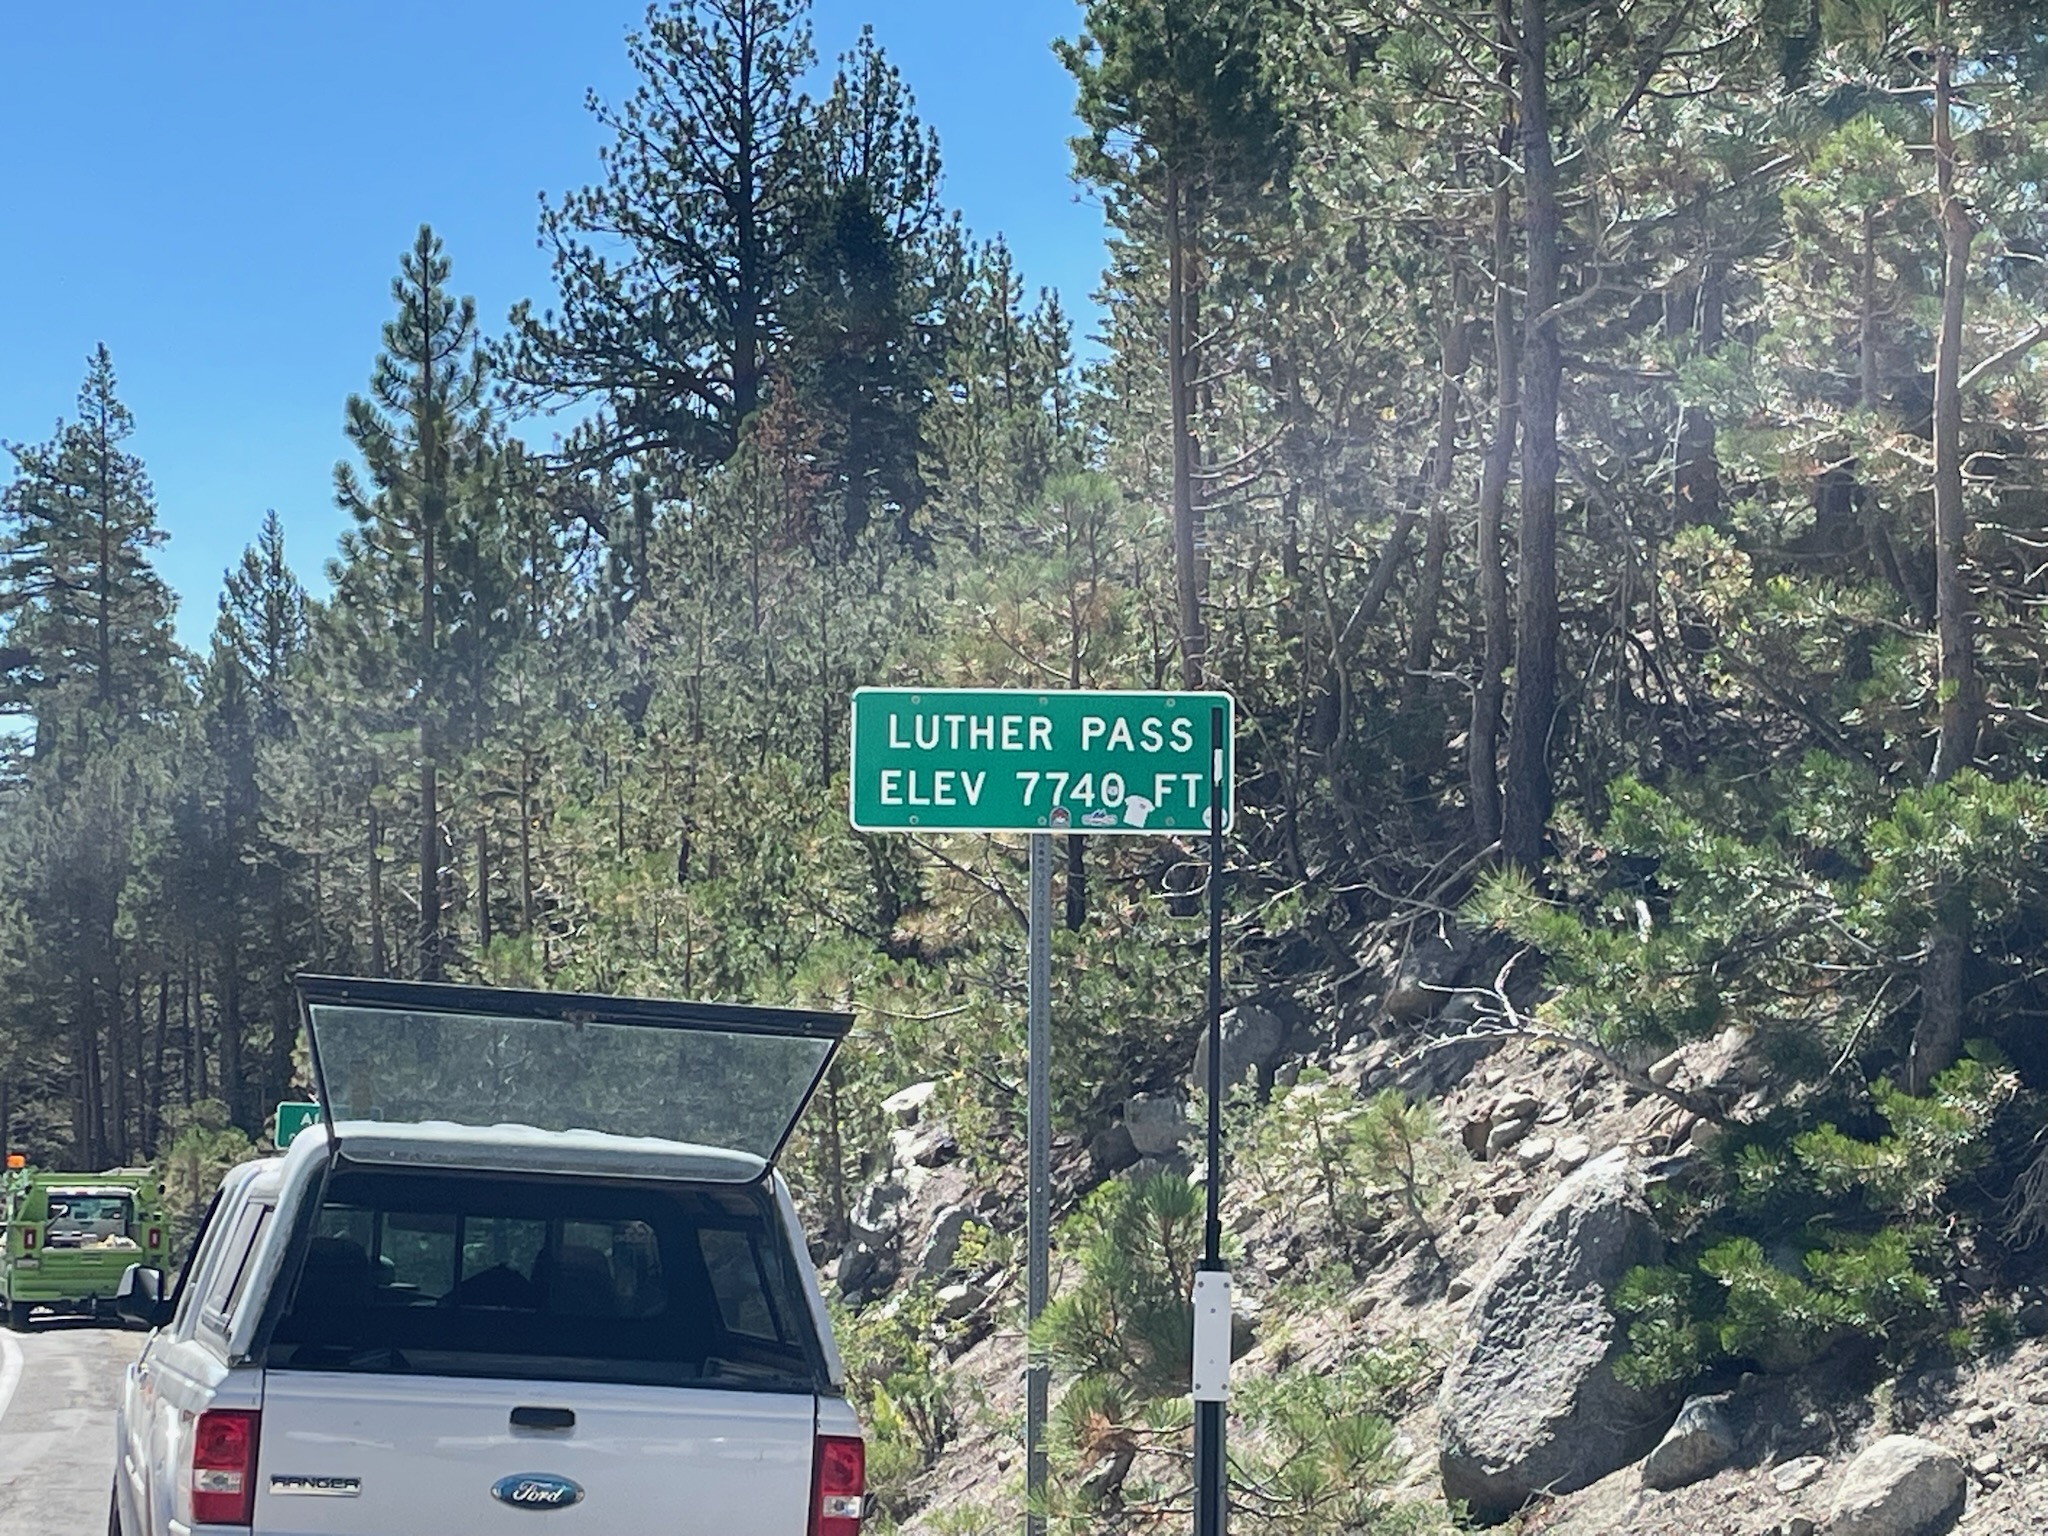 LUTHER PASS
ELEV 7740 FT
RANGER
Ford